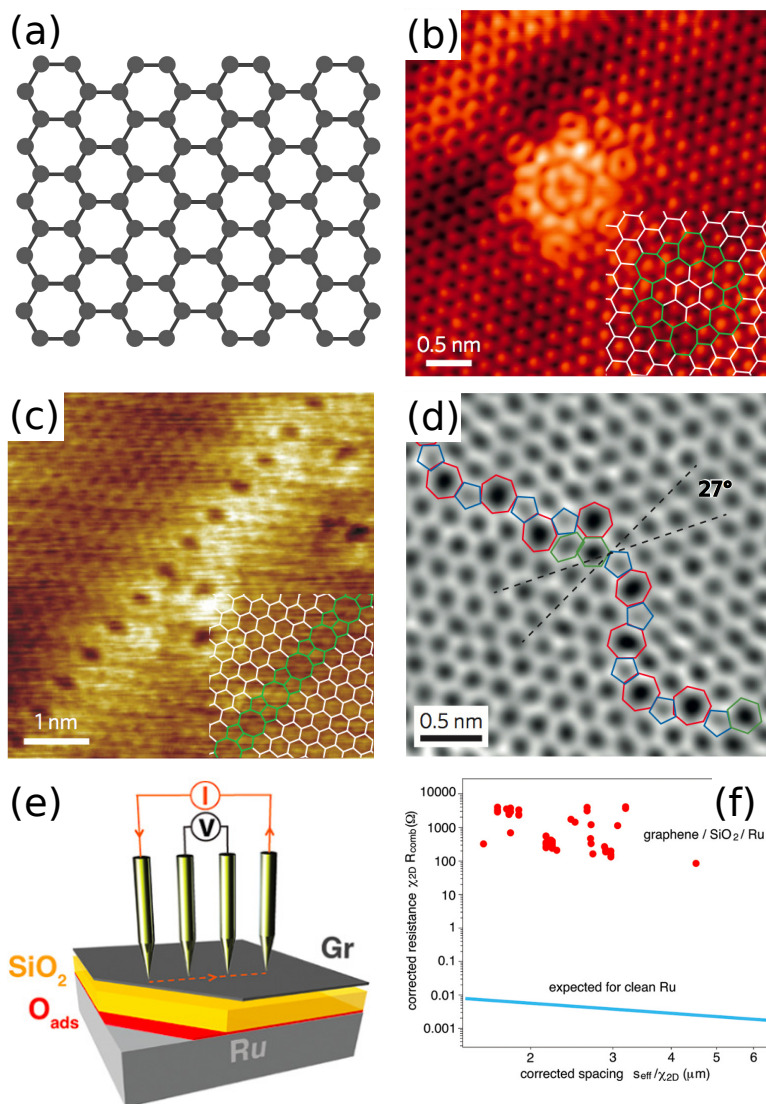 (a)
(b)
0.5 nm
(c)
1 nm
(d)
27°
0.5 nm
(e)
I
V
Gr
SiO₂
Oads
Ru
(f)
10000
1000
100
10
1
0.1
0.01
0.001
corrected resistance χ2D Rcomb(Ω)
graphene / SiO₂ / Ru
expected for clean Ru
2 3 4 5 6
corrected spacing seff/χ2D (μm)